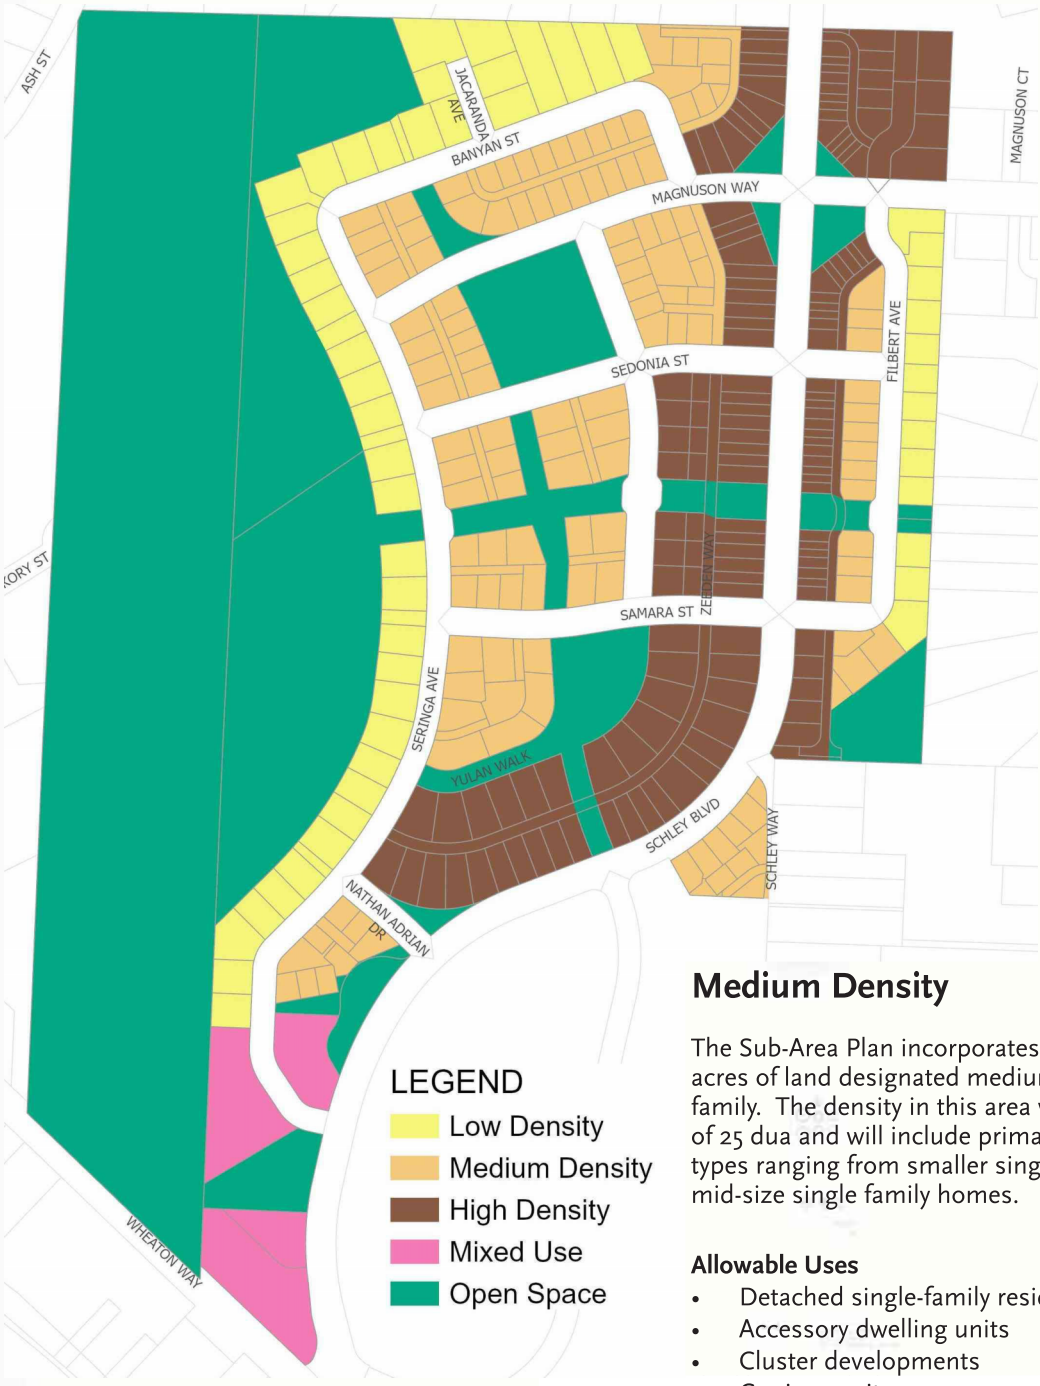 ASH ST
JACARANDA
AVE
BANYAN ST
MAGNUSON WAY
MAGNUSON CT
SEDONIA ST
FILBERT AVE
KORY ST
ZEEDEN WAY
SAMARA ST
SERINGA AVE
YULAN WALK
SCHLEY BLVD
SCHLEY WAY
NATHAN ADRIAN
DR
WHEATON WAY
LEGEND
Low Density
Medium Density
High Density
Mixed Use
Open Space
Medium Density
The Sub-Area Plan incorporates
acres of land designated mediu
family. The density in this area
of 25 dua and will include prima
types ranging from smaller sing
mid-size single family homes.
Allowable Uses
• Detached single-family resi
• Accessory dwelling units
• Cluster developments